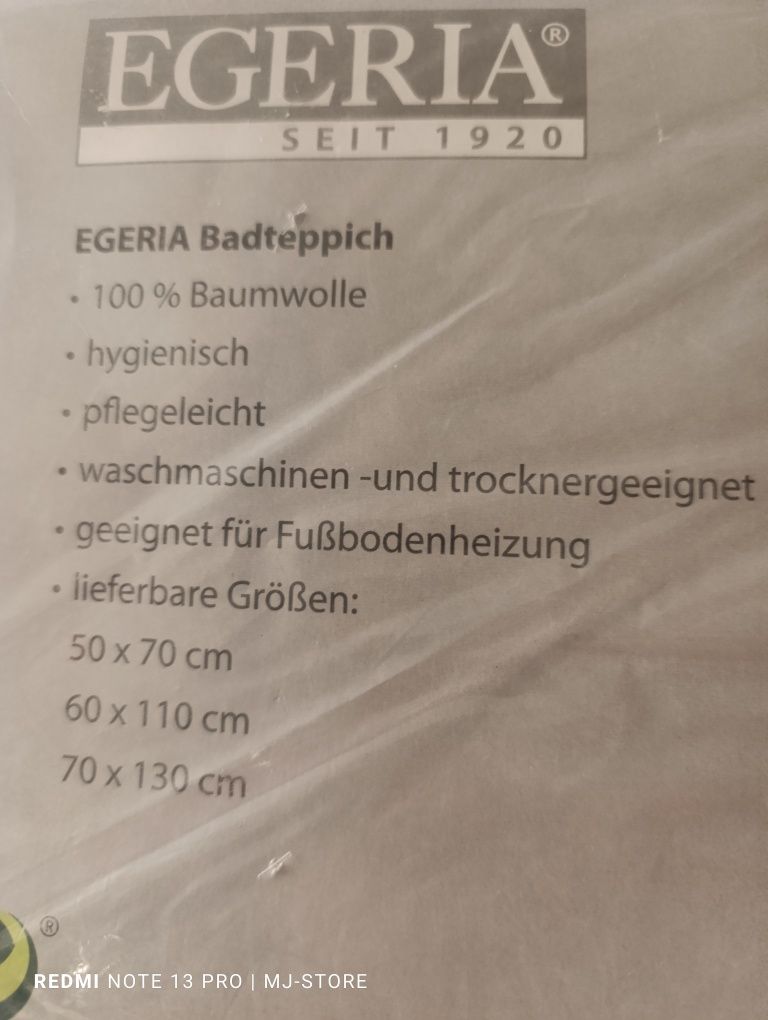 EGERIA®
SEIT 1920
EGERIA Badteppich
• 100 % Baumwolle
• hygienisch
• pflegeleicht
• waschmaschinen -und trocknergeeignet
• geeignet für Fußbodenheizung
• lieferbare Größen:
50 x 70 cm
60 x 110 cm
70 x 130 cm
®
REDMI NOTE 13 PRO | MJ-STORE